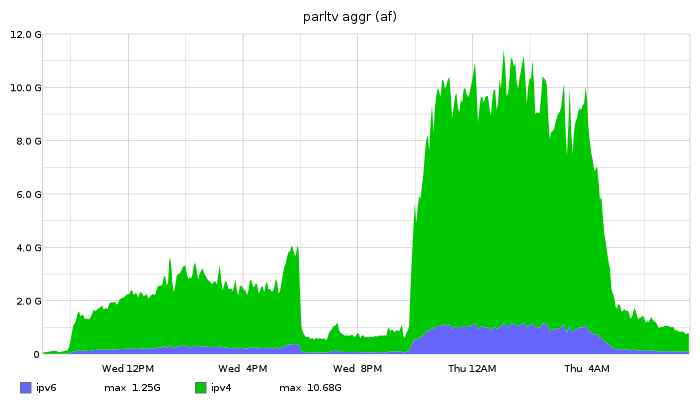 parltv aggr (af)
12.0 G
10.0 G
8.0 G
6.0 G
4.0 G
2.0 G
0
Wed 12PM Wed 4PM Wed 8PM Thu 12AM Thu 4AM
ipv6 max 1.25G ipv4 max 10.68G